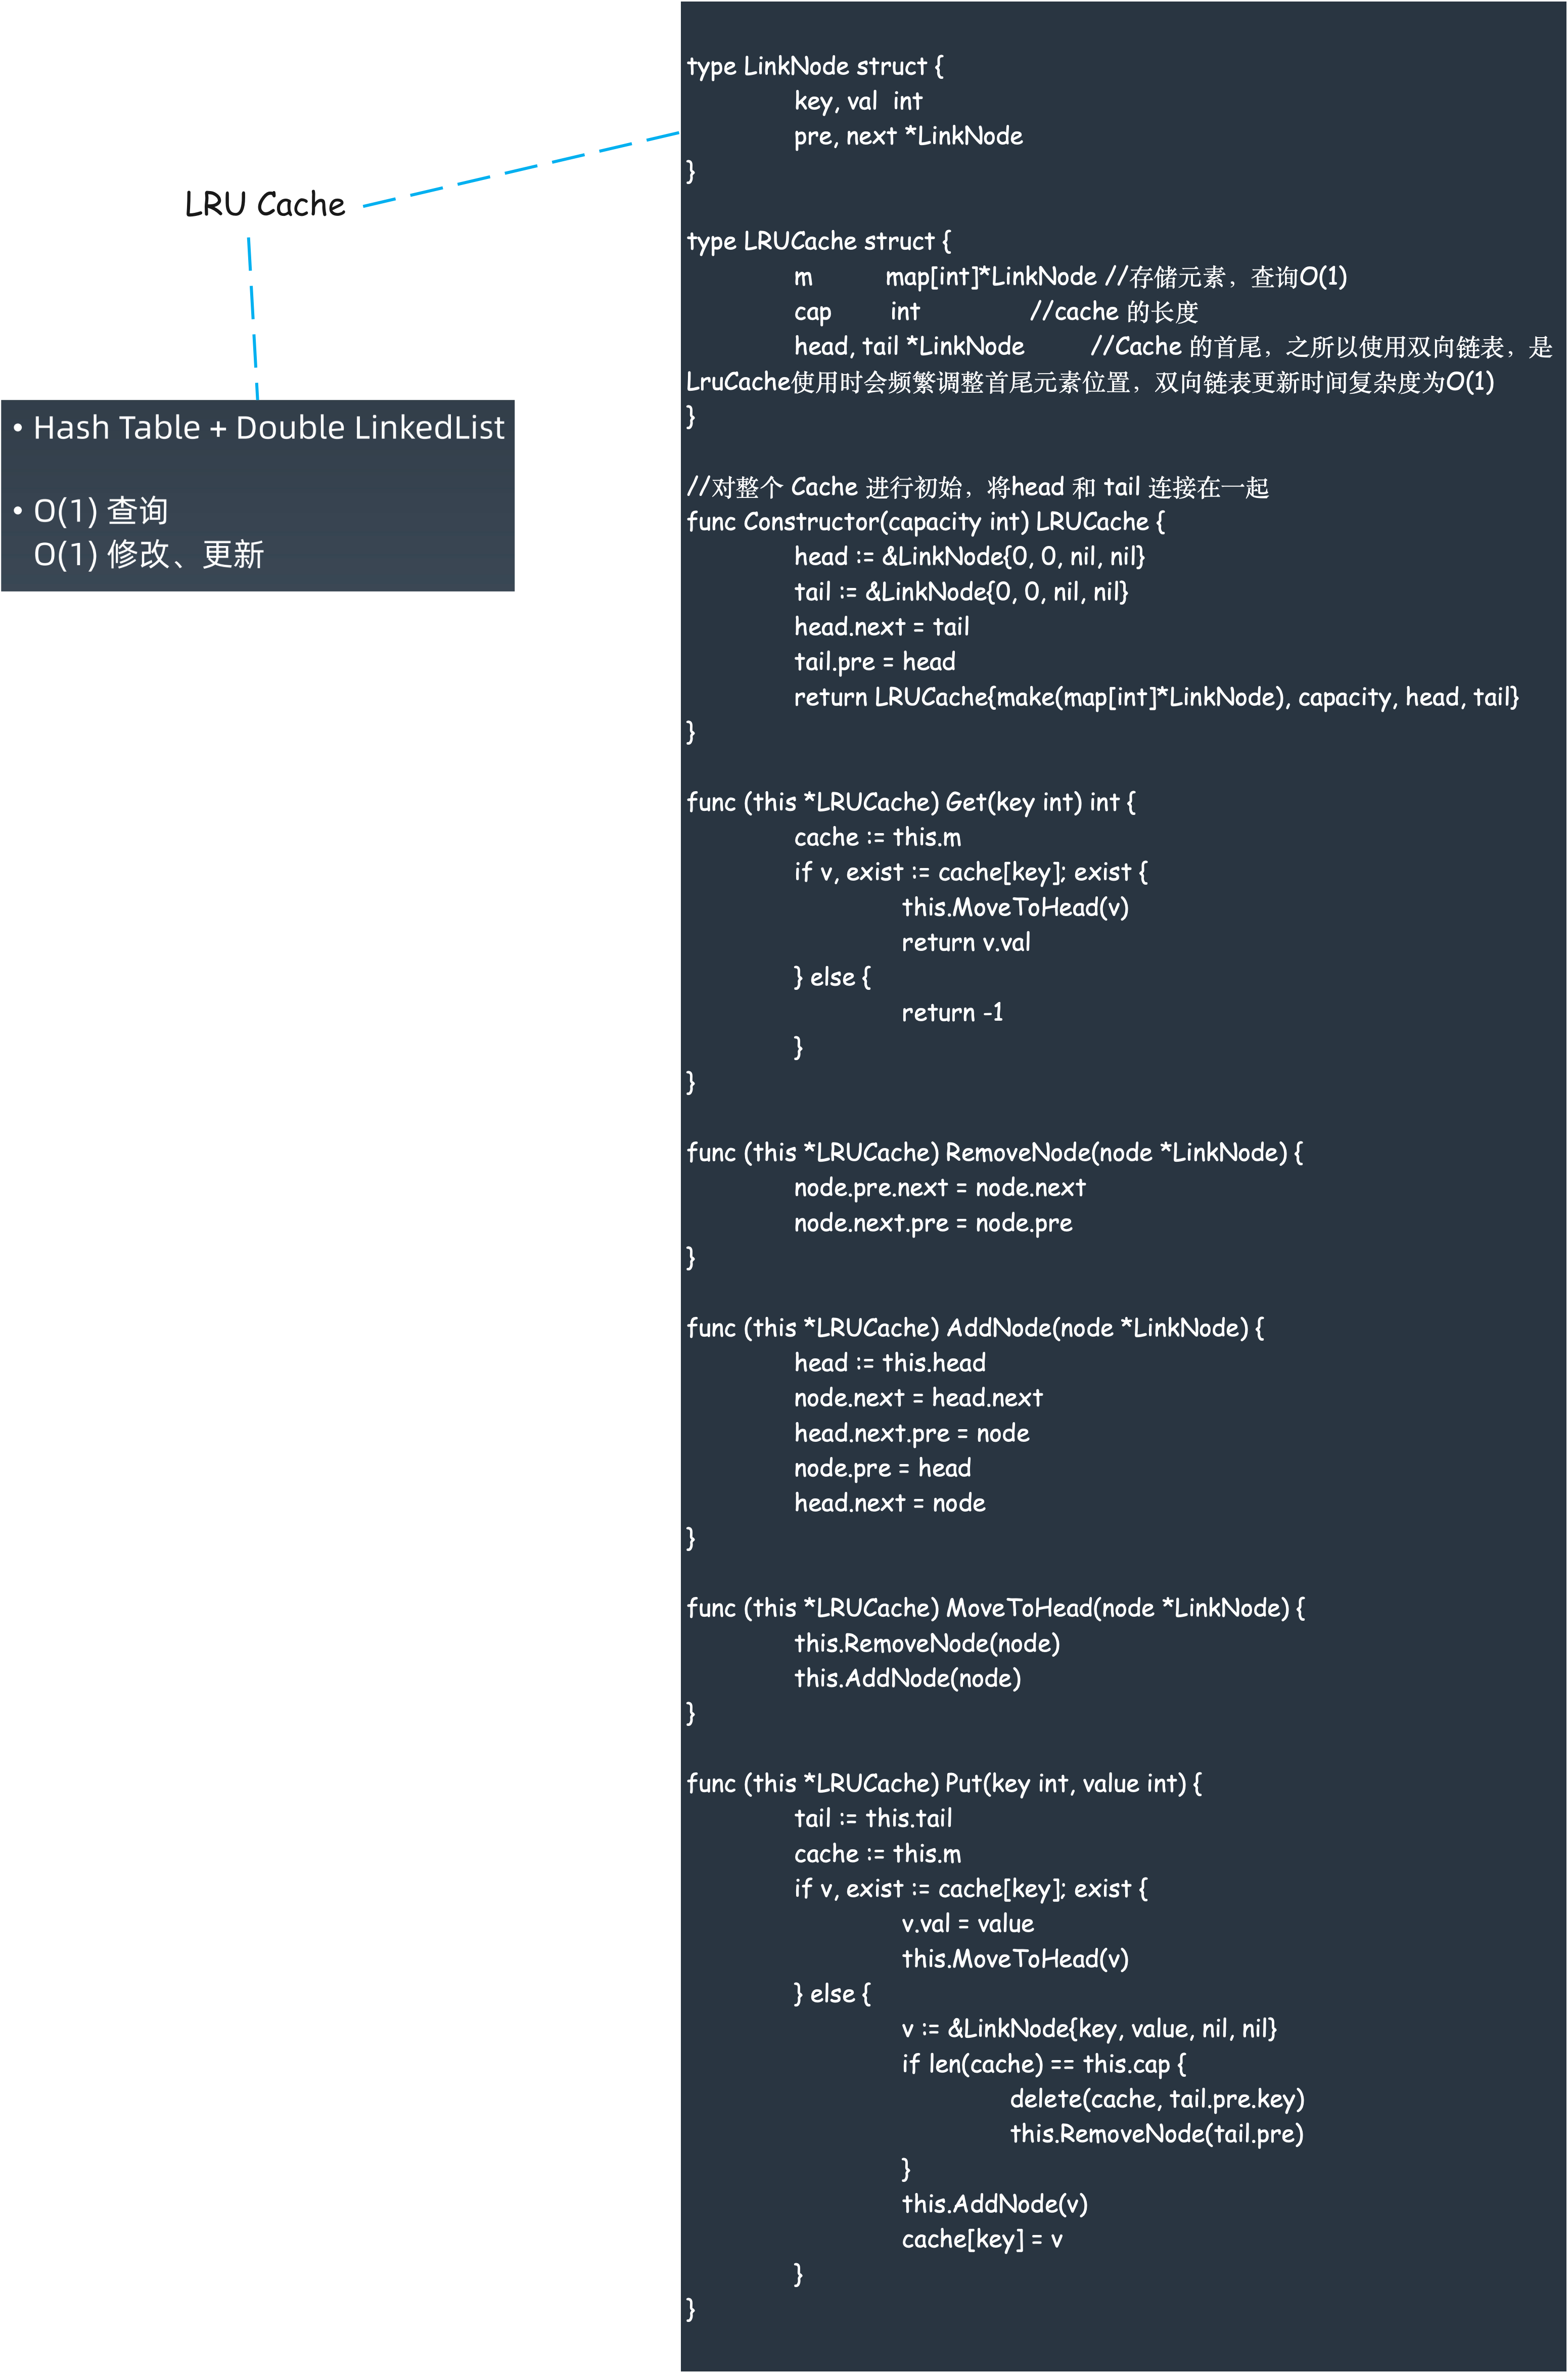 LRU Cache
• Hash Table + Double LinkedList
• O(1) 查询
O(1) 修改、更新
type LinkNode struct {
key, val int
pre, next *LinkNode
}
type LRUCache struct {
m map[int]*LinkNode //存储元素，查询O(1)
cap int //cache 的长度
head, tail *LinkNode //Cache 的首尾，之所以使用双向链表，是
LruCache使用时会频繁调整首尾元素位置，双向链表更新时间复杂度为O(1)
}
//对整个 Cache 进行初始，将head 和 tail 连接在一起
func Constructor(capacity int) LRUCache {
head := &LinkNode{0, 0, nil, nil}
tail := &LinkNode{0, 0, nil, nil}
head.next = tail
tail.pre = head
return LRUCache{make(map[int]*LinkNode), capacity, head, tail}
}
func (this *LRUCache) Get(key int) int {
cache := this.m
if v, exist := cache[key]; exist {
this.MoveToHead(v)
return v.val
} else {
return -1
}
}
func (this *LRUCache) RemoveNode(node *LinkNode) {
node.pre.next = node.next
node.next.pre = node.pre
}
func (this *LRUCache) AddNode(node *LinkNode) {
head := this.head
node.next = head.next
head.next.pre = node
node.pre = head
head.next = node
}
func (this *LRUCache) MoveToHead(node *LinkNode) {
this.RemoveNode(node)
this.AddNode(node)
}
func (this *LRUCache) Put(key int, value int) {
tail := this.tail
cache := this.m
if v, exist := cache[key]; exist {
v.val = value
this.MoveToHead(v)
} else {
v := &LinkNode{key, value, nil, nil}
if len(cache) == this.cap {
delete(cache, tail.pre.key)
this.RemoveNode(tail.pre)
}
this.AddNode(v)
cache[key] = v
}
}